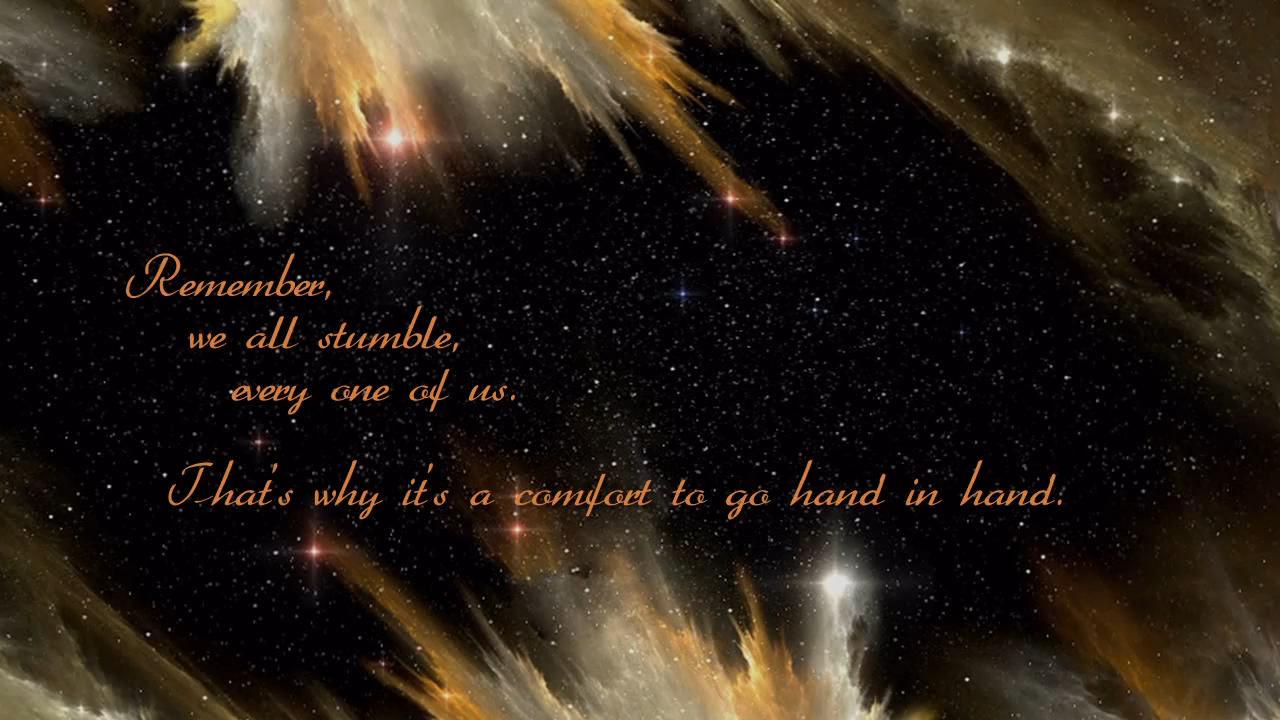 Remember,
we all stumble,
every one of us.
That's why it's a comfort to go hand in hand.